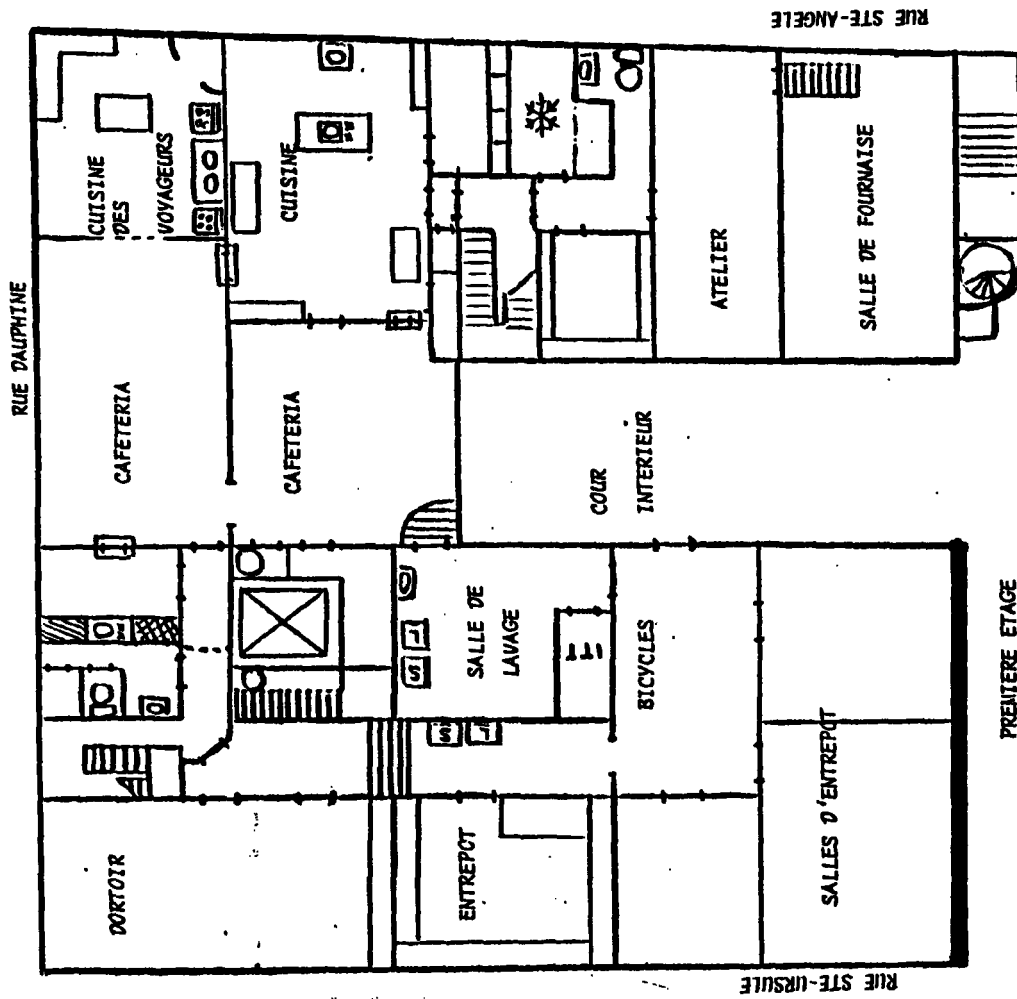 RUE STE-ANGELE
RUE DAUPHINE
CUISINE
DES
VOYAGEURS
CUISINE
ATELIER
SALLE DE FOURNAISE
CAFETERIA
CAFETERIA
COUR
INTERIEUR
SALLE DE
LAVAGE
L
S
S
L
BICYCLES
DORTOIR
ENTREPOT
SALLES D'ENTREPOT
RUE STE-URSULE
PREMIERE ETAGE